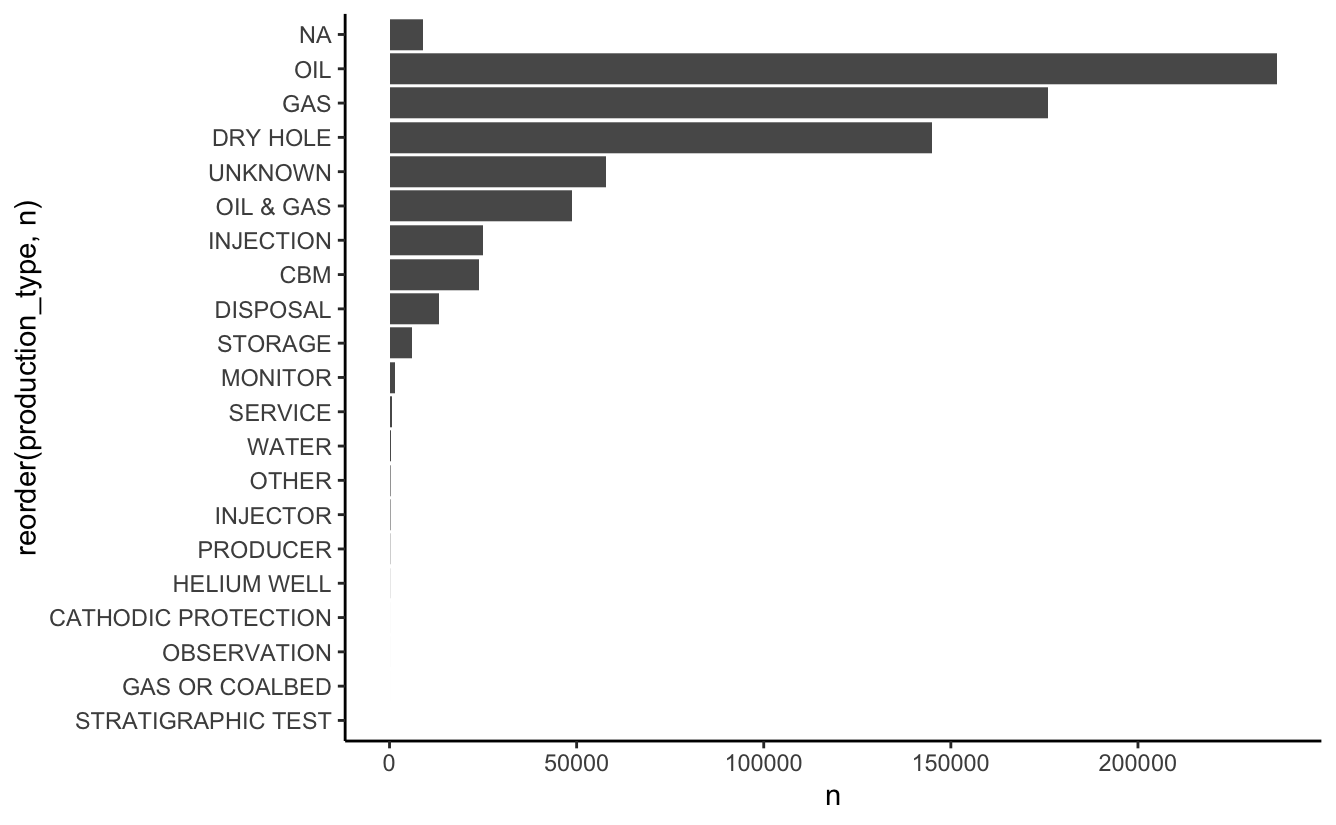 NA
OIL
GAS
DRY HOLE
UNKNOWN
OIL & GAS
INJECTION
CBM
DISPOSAL
STORAGE
MONITOR
SERVICE
WATER
OTHER
INJECTOR
PRODUCER
HELIUM WELL
CATHODIC PROTECTION
OBSERVATION
GAS OR COALBED
STRATIGRAPHIC TEST
reorder(production_type, n)
0 50000 100000 150000 200000
n